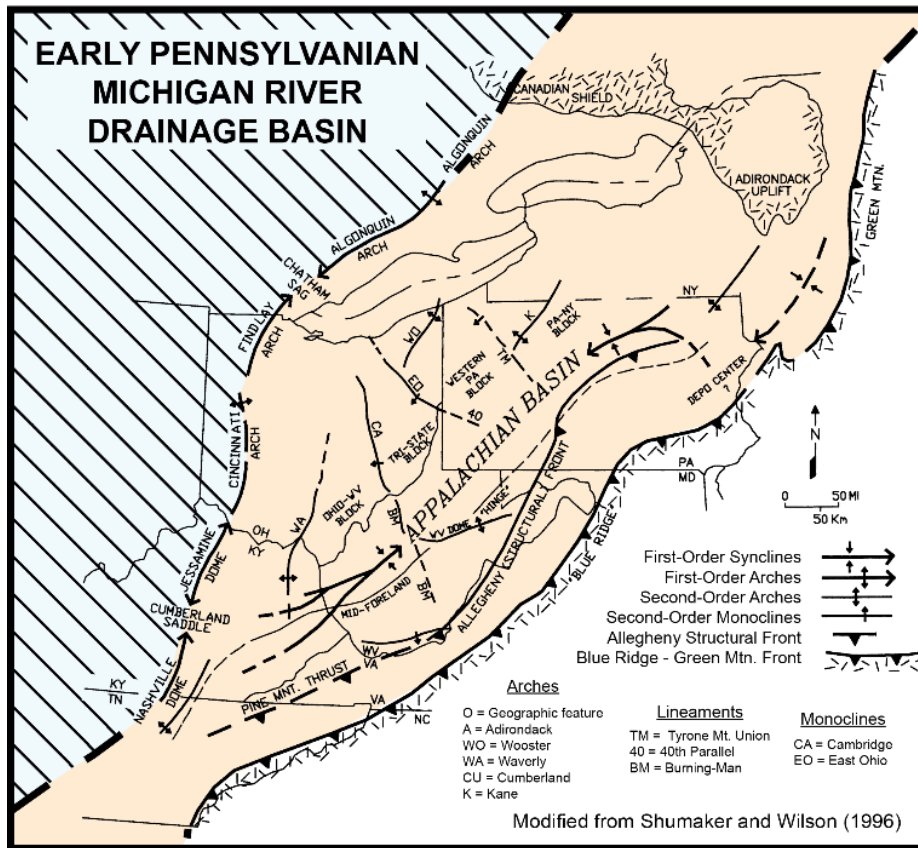 EARLY PENNSYLVANIAN
MICHIGAN RIVER
DRAINAGE BASIN
CANADIAN
SHIELD
ADIRONDACK
UPLIFT
GREEN MTN.
ALGONQUIN
ARCH
ALGONQUIN
ARCH
CHATHAM
SAG
FINDLAY
ARCH
CINCINNATI
ARCH
JESSAMINE
DOME
CUMBERLAND
SADDLE
NASHVILLE
DOME
KY
TN
OH
KY
WA
CA
WO
EO
TM
K
NY
PA-NY
BLOCK
WESTERN
PA
BLOCK
40
TRI-STATE
BLOCK
OHIO-WV
BLOCK
APPALACHIAN BASIN
DEPO CENTER
?
PA
MD
BM
BM
"HINGE"
WV DOME
MID-FORELAND
ALLEGHENY STRUCTURAL FRONT
BLUE RIDGE
WV
VA
PINE MNT. THRUST
VA
NC
N
0 50 MI
50 Km
First-Order Synclines
First-Order Arches
Second-Order Arches
Second-Order Monoclines
Allegheny Structural Front
Blue Ridge - Green Mtn. Front
Arches
O = Geographic feature
A = Adirondack
WO = Wooster
WA = Waverly
CU = Cumberland
K = Kane
Lineaments
TM = Tyrone Mt. Union
40 = 40th Parallel
BM = Burning-Man
Monoclines
CA = Cambridge
EO = East Ohio
Modified from Shumaker and Wilson (1996)